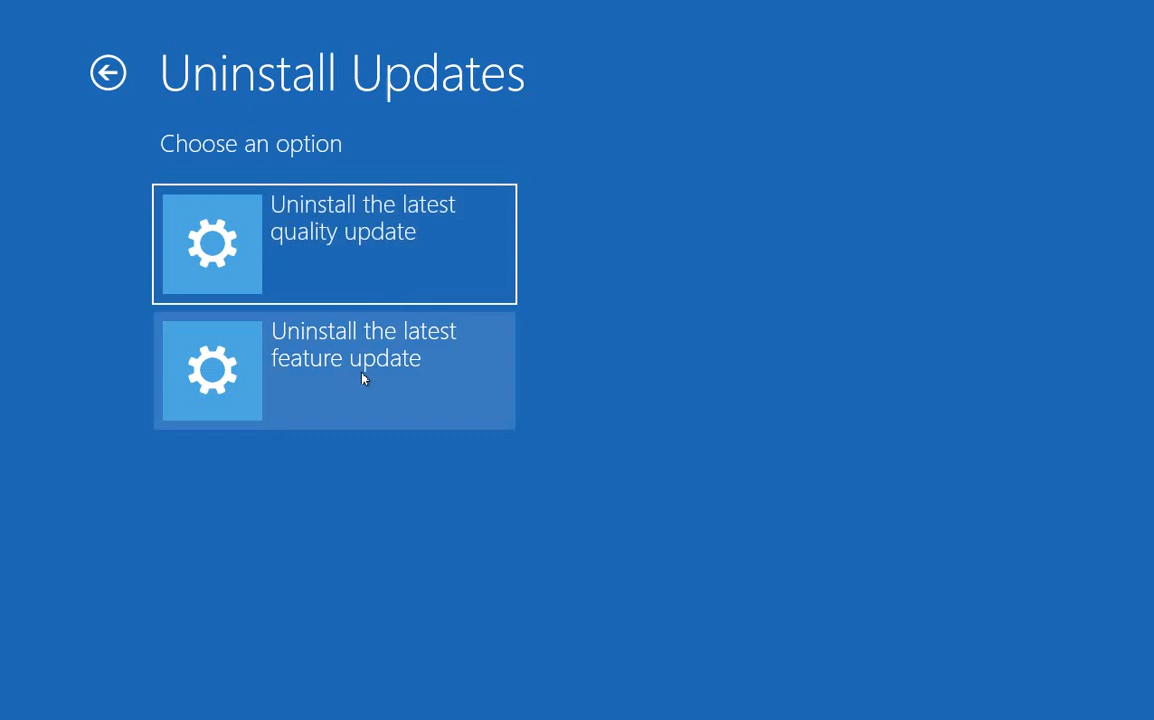 Uninstall Updates
Choose an option
Uninstall the latest
quality update
Uninstall the latest
feature update